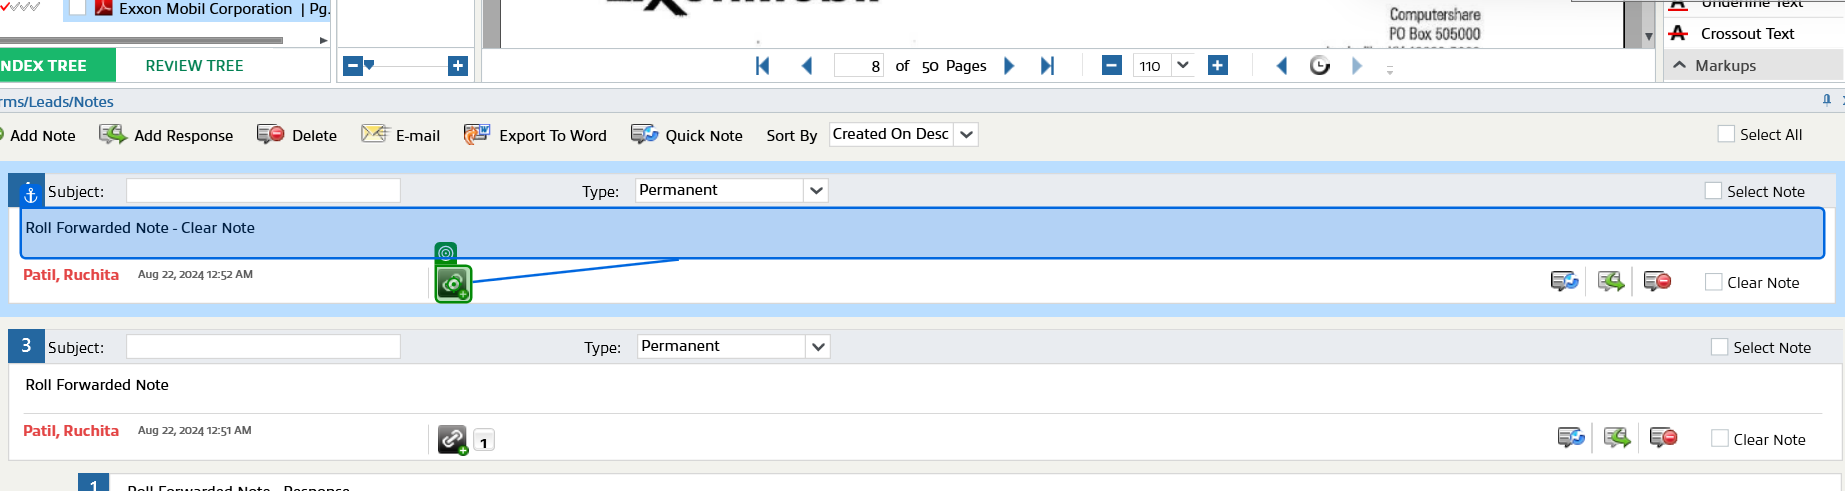 Exxon Mobil Corporation | Pg.
Computershare
PO Box 505000
Underline Text
Crossout Text
Markups
NDEX TREE
REVIEW TREE
8 of 50 Pages
110
rms/Leads/Notes
Add Note
Add Response
Delete
E-mail
Export To Word
Quick Note
Sort By
Created On Desc
Select All
Subject:
Type: Permanent
Select Note
Roll Forwarded Note - Clear Note
Patil, Ruchita
Aug 22, 2024 12:52 AM
Clear Note
3
Subject:
Type: Permanent
Select Note
Roll Forwarded Note
Patil, Ruchita
Aug 22, 2024 12:51 AM
1
Clear Note
1
Roll Forwarded Note - Response